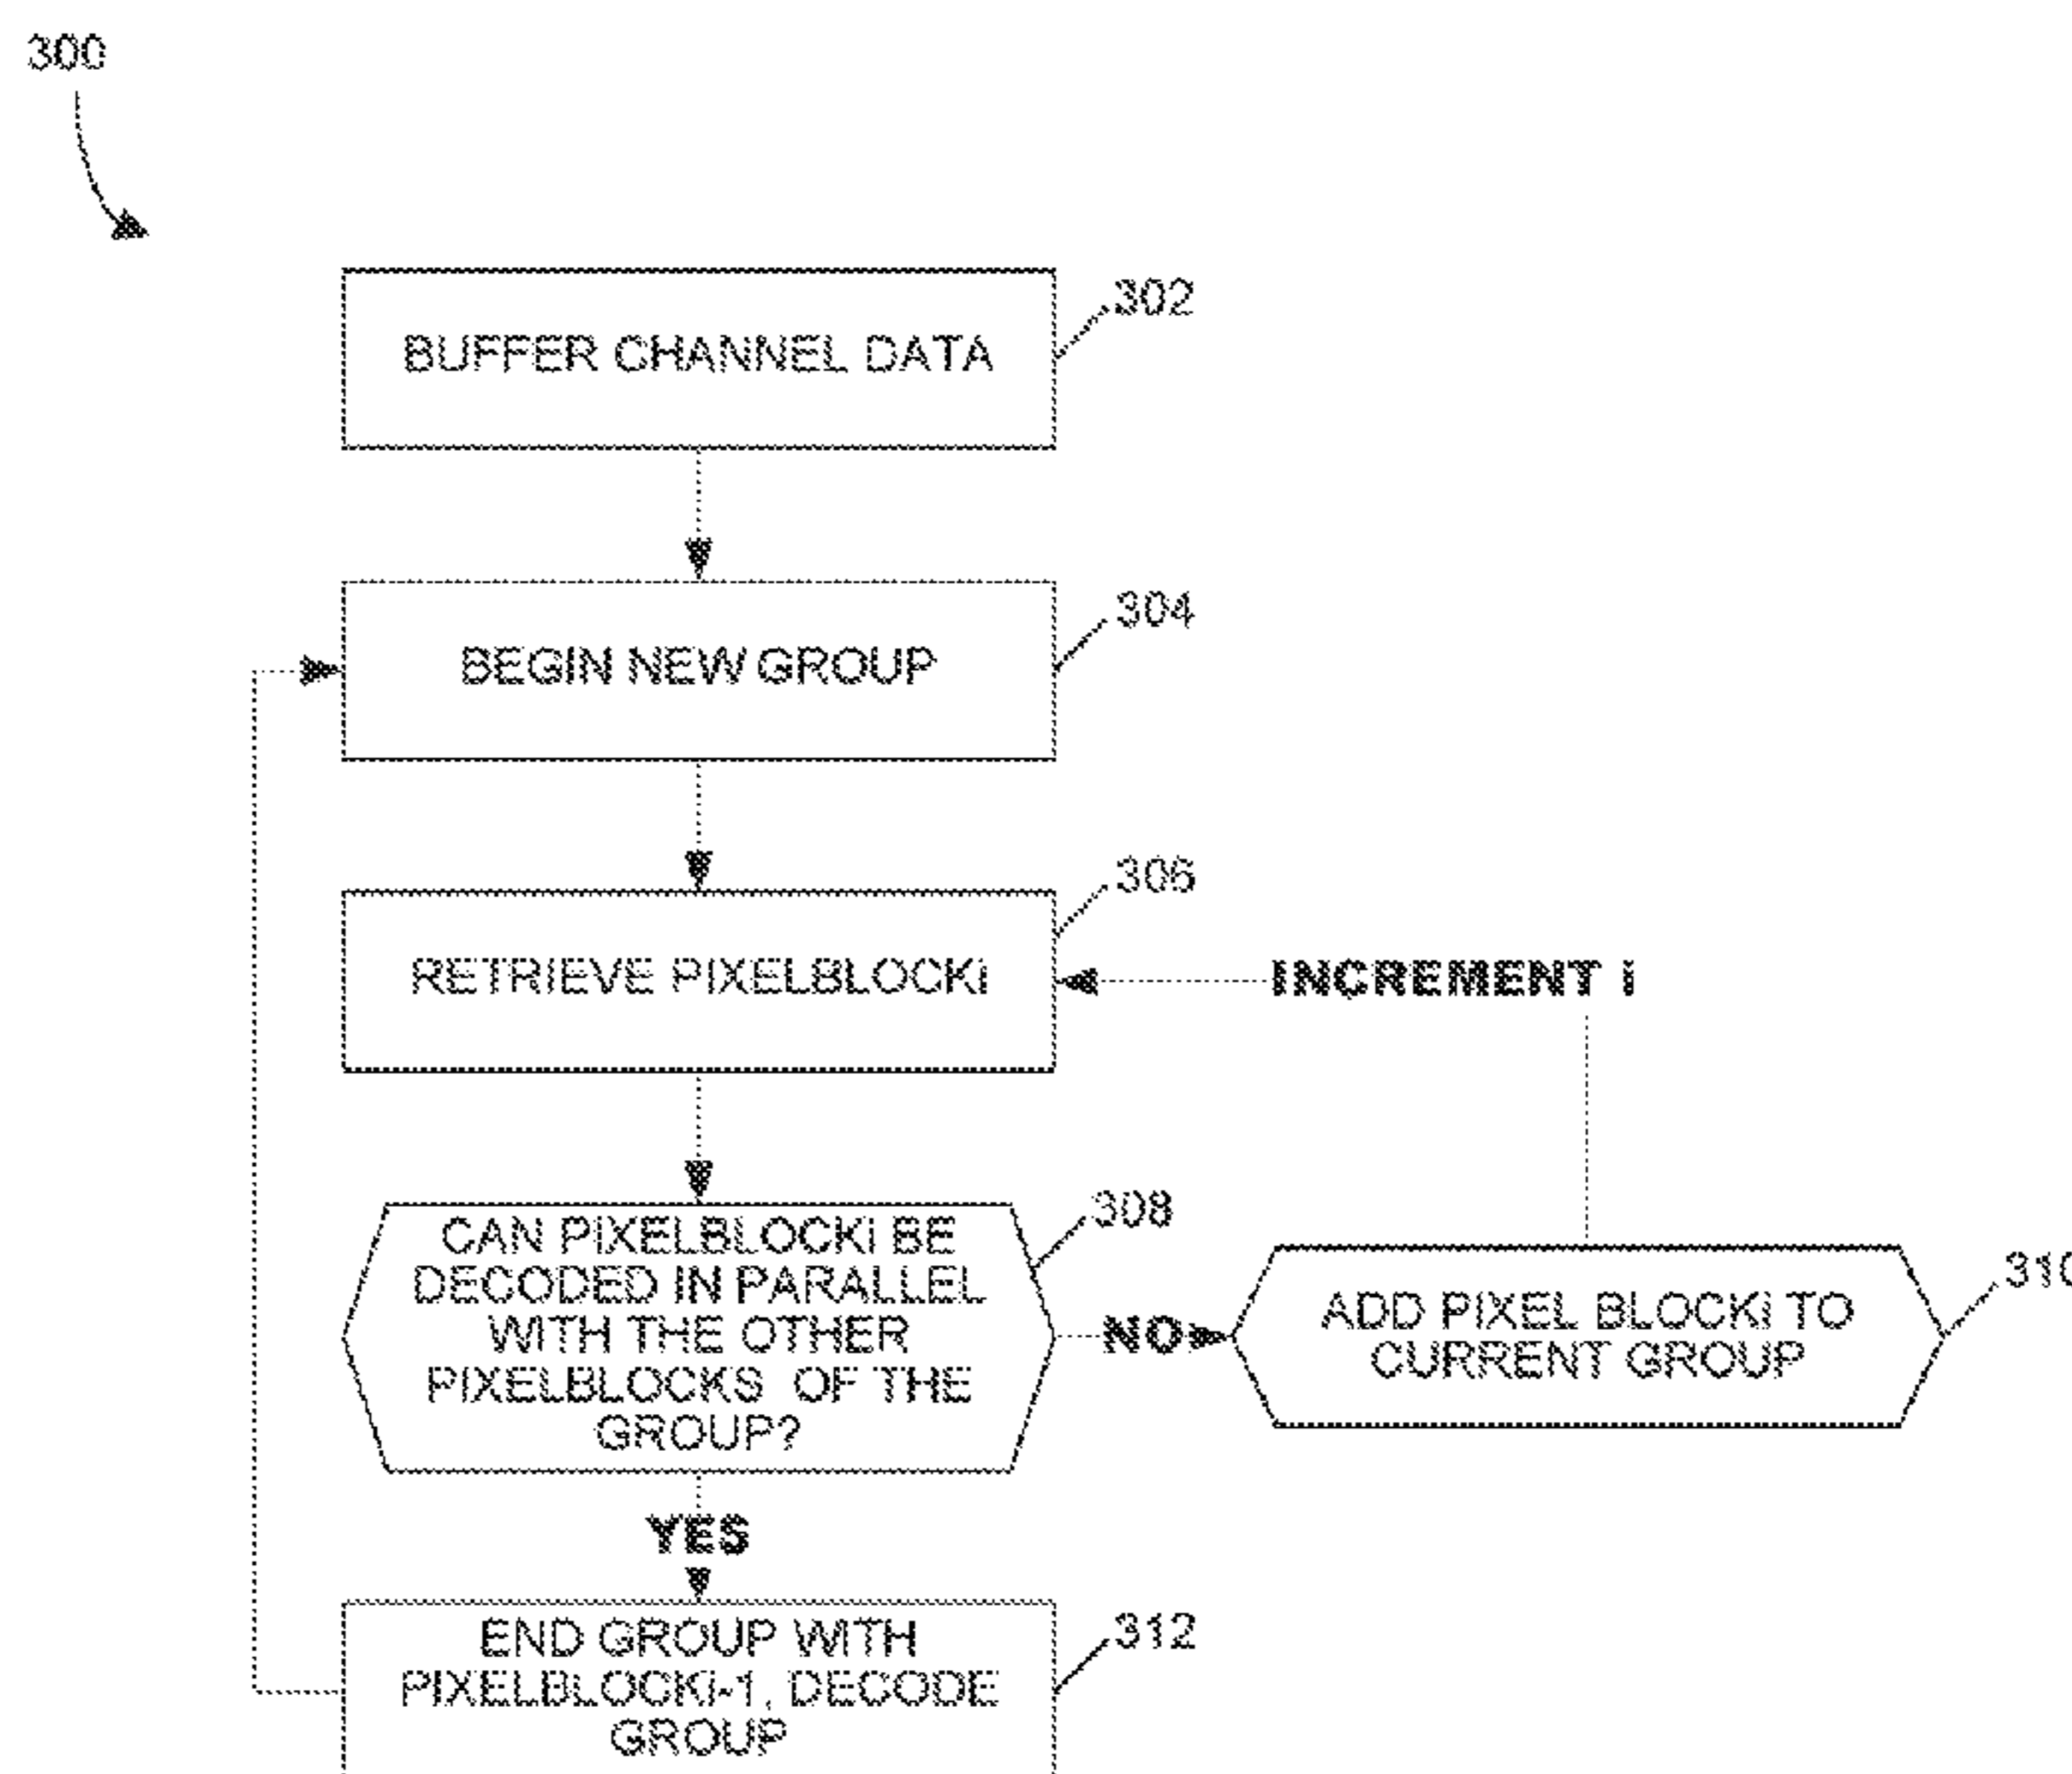 300
BUFFER CHANNEL DATA
302
BEGIN NEW GROUP
304
RETRIEVE PIXELBLOCKi
306
INCREMENT i
CAN PIXELBLOCKi BE
DECODED IN PARALLEL
WITH THE OTHER
PIXELBLOCKS OF THE
GROUP?
308
NO
ADD PIXEL BLOCKi TO
CURRENT GROUP
310
YES
END GROUP WITH
PIXELBLOCKi-1, DECODE
GROUP
312